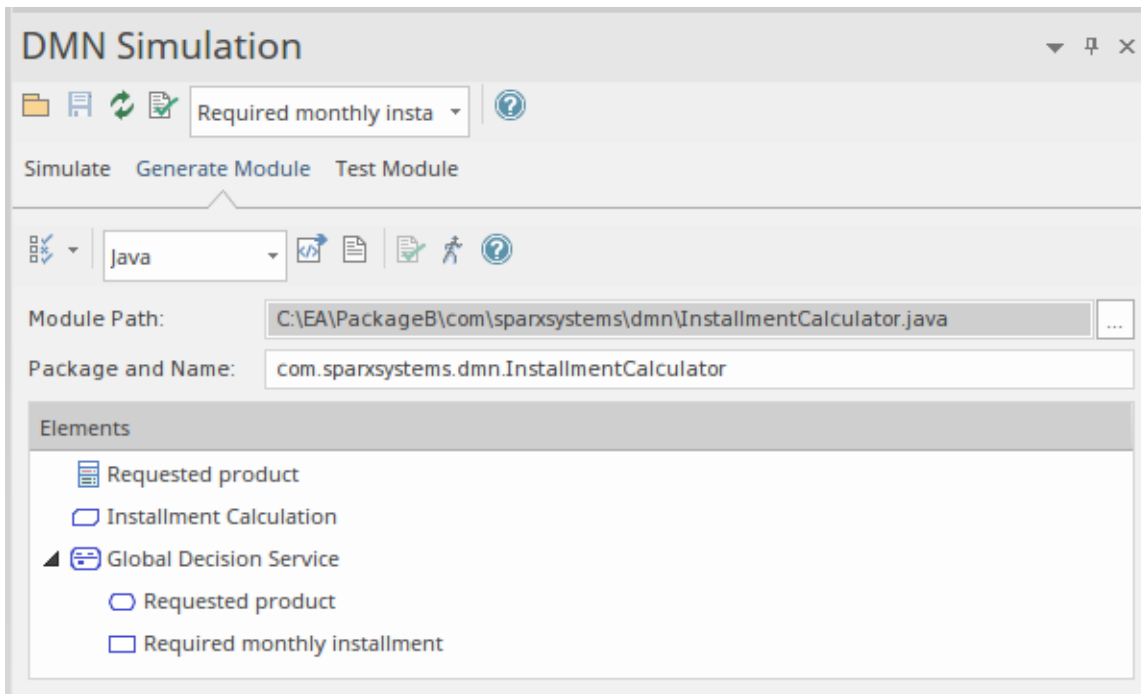 DMN Simulation
Required monthly insta
Simulate Generate Module Test Module
Java
Module Path: C:\EA\PackageB\com\sparxsystems\dmn\InstallmentCalculator.java ...
Package and Name: com.sparxsystems.dmn.InstallmentCalculator
Elements
Requested product
Installment Calculation
Global Decision Service
Requested product
Required monthly installment